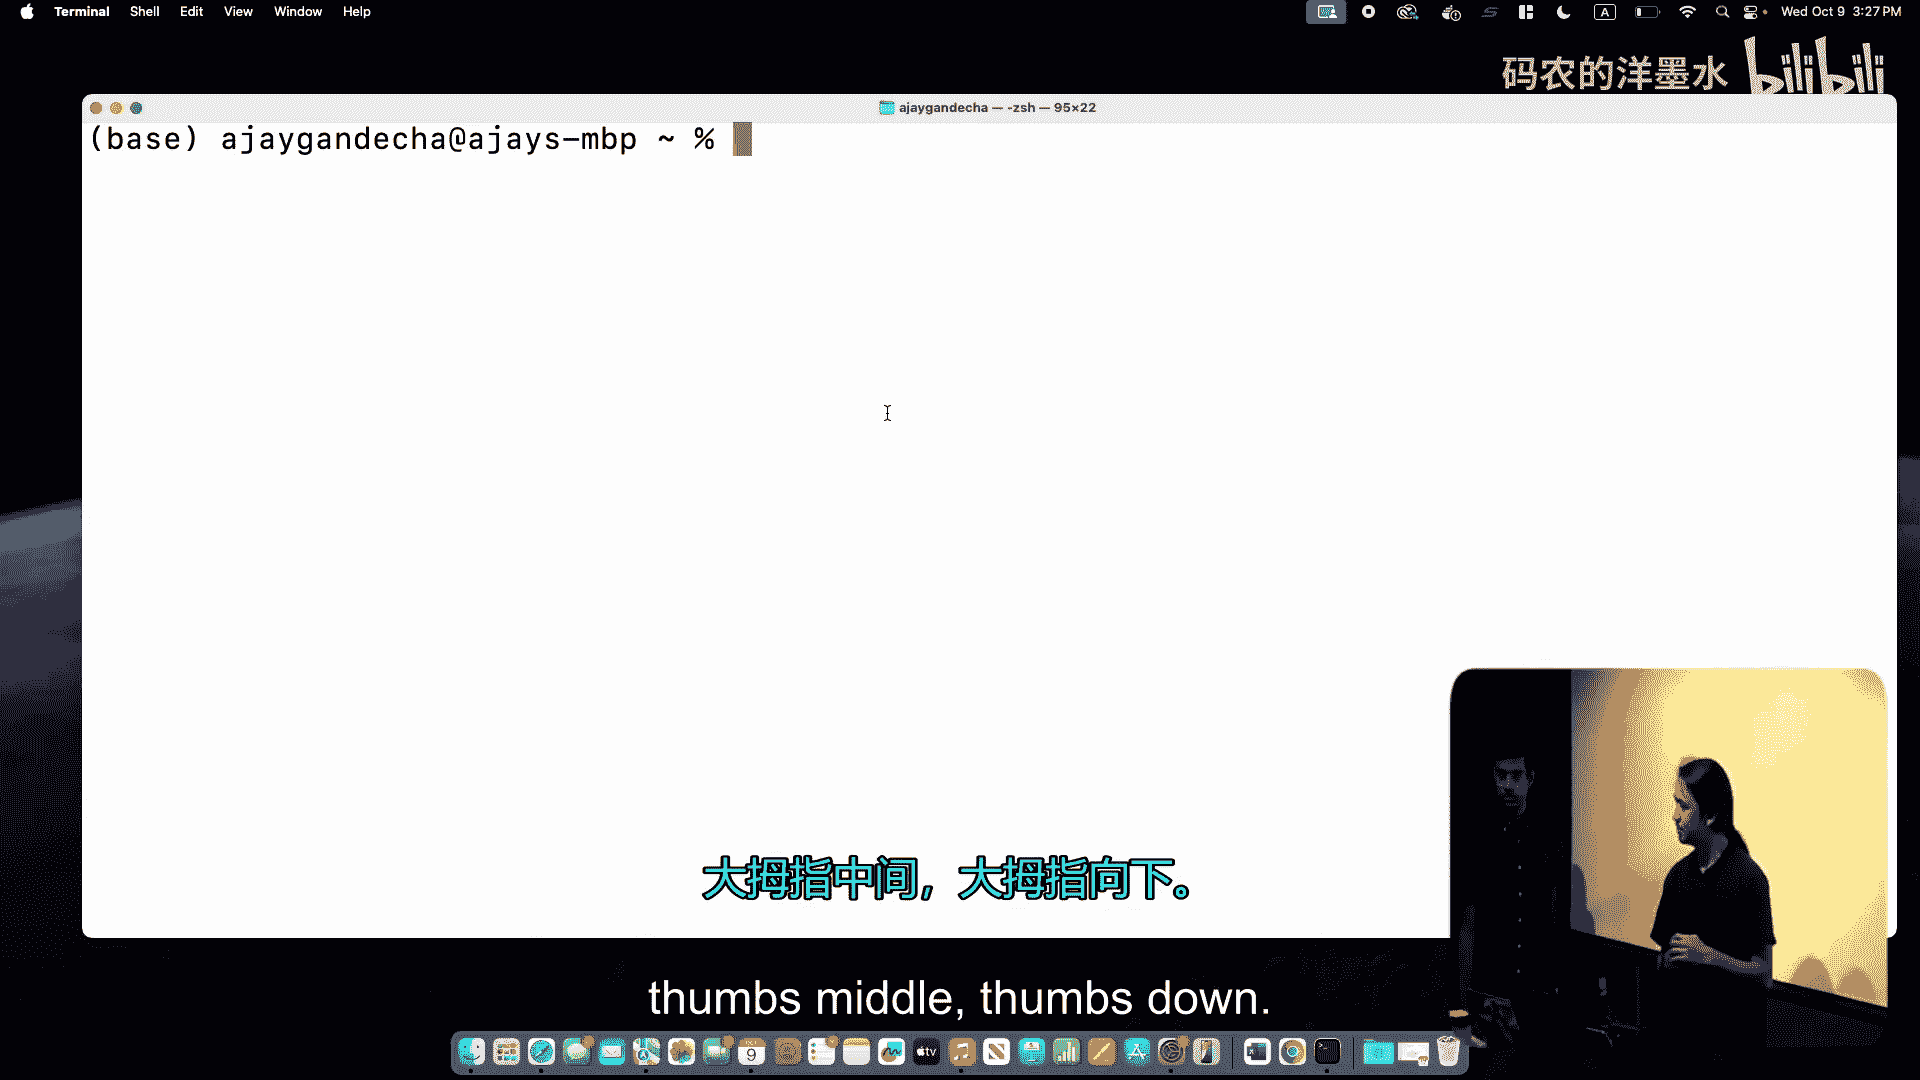 Terminal Shell Edit View Window Help A Wed Oct 9 3:27 PM
码农的洋墨水 bilibili
ajaygandecha — -zsh — 95×22
(base) ajaygandecha@ajays-mbp ~ %
大拇指中间，大拇指向下。
thumbs middle, thumbs down.
9
tv